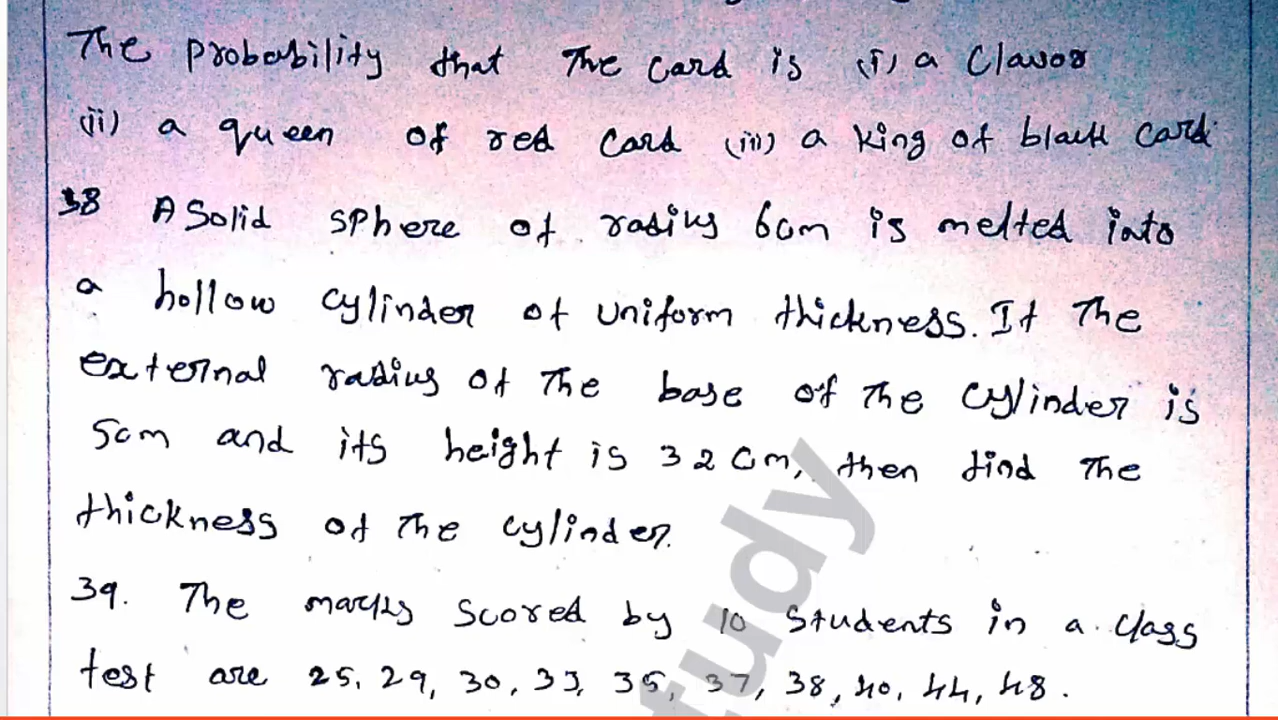 The probability that The card is (i) a Clavor
(ii) a queen of red card (iii) a king of black card
38 A Solid sphere of radius 6cm is melted into
a hollow cylinder of uniform thickness. If The
external radius of The base of The cylinder is
5cm and its height is 32 cm, then find The
thickness of The cylinder.
39. The marks scored by 10 students in a class
test are 25, 29, 30, 33, 35, 37, 38, 40, 44, 48.
tudy